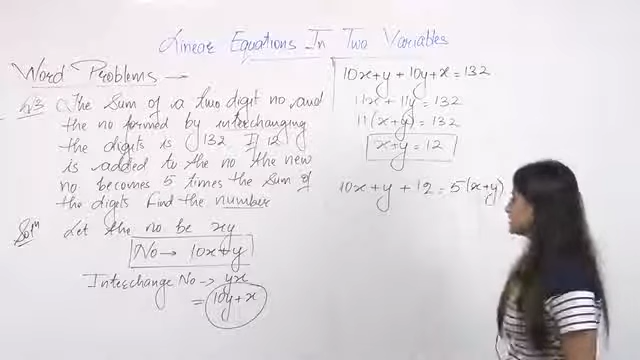 Linear Equations In Two Variables
Word Problems —
The Sum of a two digit no. and
the no formed by interchanging
the digits is 132 If 12
is added to the no the new
no. becomes 5 times the Sum of
the digits Find the number
Solⁿ Let the no be xy
No → 10x+y
Interchange No → yx
= 10y+x
10x+y+10y+x=132
11x+11y=132
11(x+y)=132
x+y=12
10x+y+12=5(x+y)